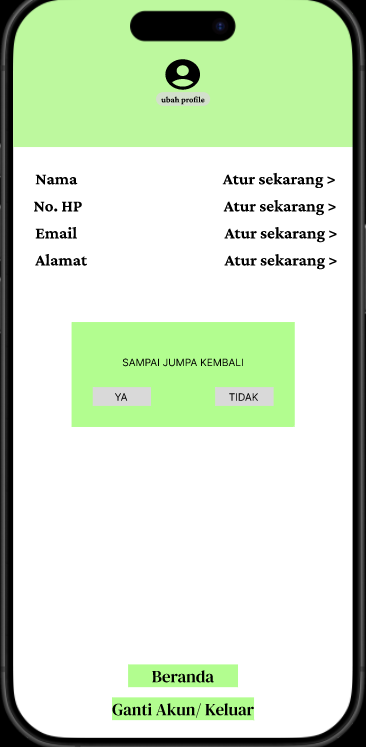 ubah profile
Nama Atur sekarang >
No. HP Atur sekarang >
Email Atur sekarang >
Alamat Atur sekarang >
SAMPAI JUMPA KEMBALI
YA TIDAK
Beranda
Ganti Akun/ Keluar